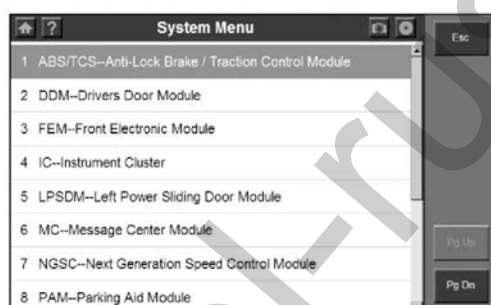 System Menu
Esc
1 ABS/TCS--Anti-Lock Brake / Traction Control Module
2 DDM--Drivers Door Module
3 FEM--Front Electronic Module
4 IC--Instrument Cluster
5 LPSDM--Left Power Sliding Door Module
6 MC--Message Center Module
Pg Up
7 NGSC--Next Generation Speed Control Module
Pg Dn
8 PAM--Parking Aid Module